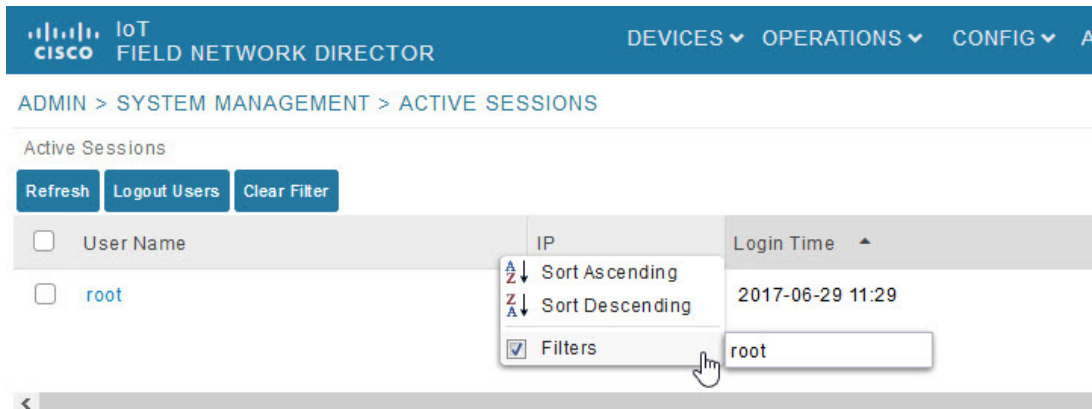 IoT
CISCO FIELD NETWORK DIRECTOR
DEVICES OPERATIONS CONFIG A
ADMIN > SYSTEM MANAGEMENT > ACTIVE SESSIONS
Active Sessions
Refresh Logout Users Clear Filter
User Name IP Login Time
root 2017-06-29 11:29
Sort Ascending
Sort Descending
Filters root